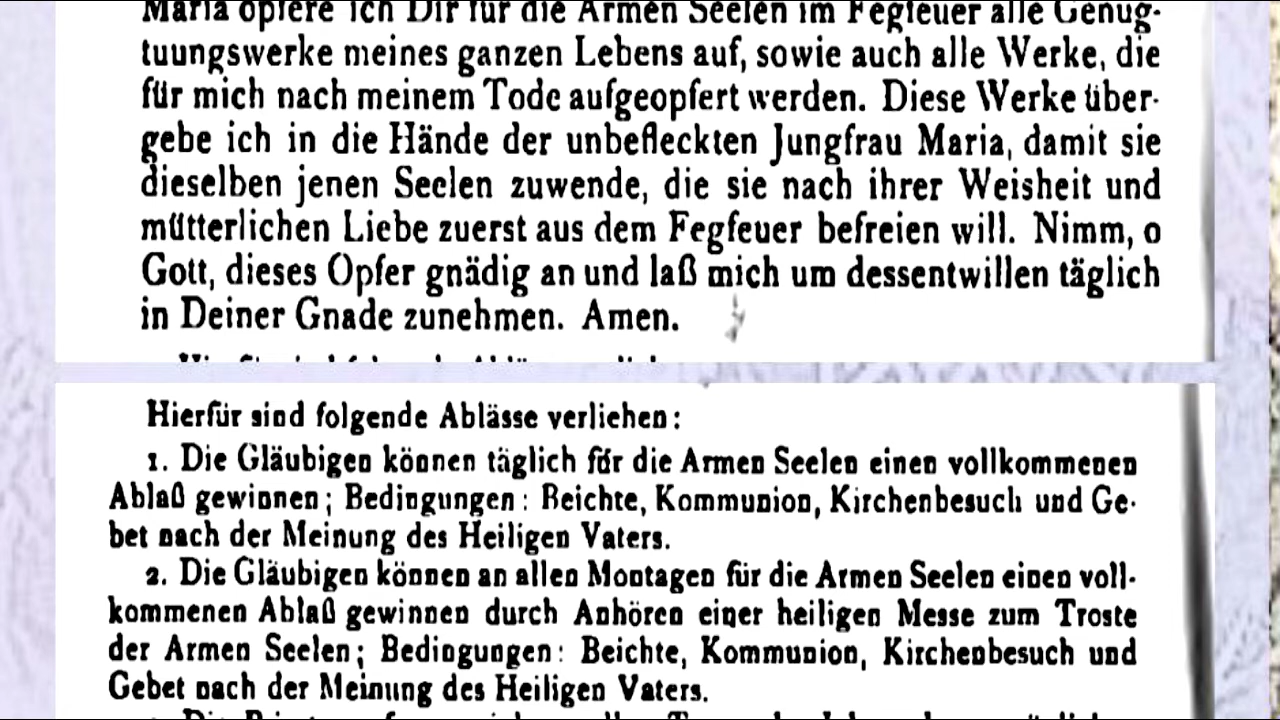 Maria opfere ich Dir für die Armen Seelen im Fegfeuer alle Genug-
tuungswerke meines ganzen Lebens auf, sowie auch alle Werke, die
für mich nach meinem Tode aufgeopfert werden. Diese Werke über-
gebe ich in die Hände der unbefleckten Jungfrau Maria, damit sie
dieselben jenen Seelen zuwende, die sie nach ihrer Weisheit und
mütterlichen Liebe zuerst aus dem Fegfeuer befreien will. Nimm, o
Gott, dieses Opfer gnädig an und laß mich um dessentwillen täglich
in Deiner Gnade zunehmen. Amen.
Hierfür sind folgende Ablässe verliehen:
1. Die Gläubigen können täglich für die Armen Seelen einen vollkommenen
Ablaß gewinnen; Bedingungen: Beichte, Kommunion, Kirchenbesuch und Ge-
bet nach der Meinung des Heiligen Vaters.
2. Die Gläubigen können an allen Montagen für die Armen Seelen einen voll-
kommenen Ablaß gewinnen durch Anhören einer heiligen Messe zum Troste
der Armen Seelen; Bedingungen: Beichte, Kommunion, Kirchenbesuch und
Gebet nach der Meinung des Heiligen Vaters.